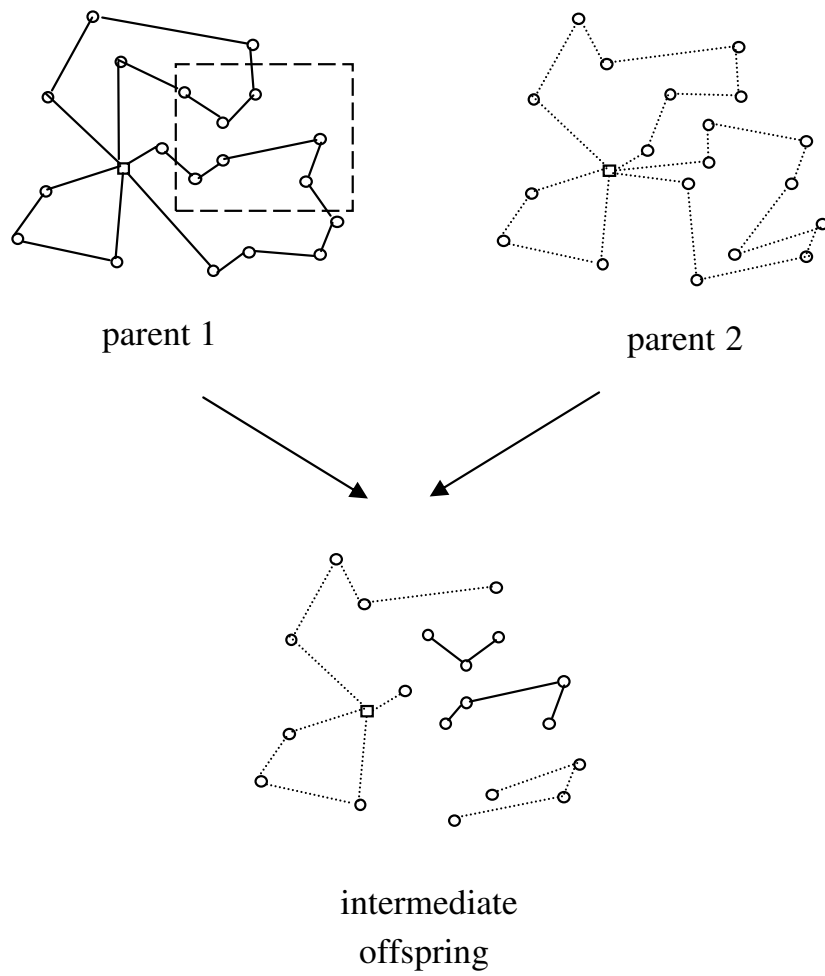 parent 1
parent 2
intermediate
offspring